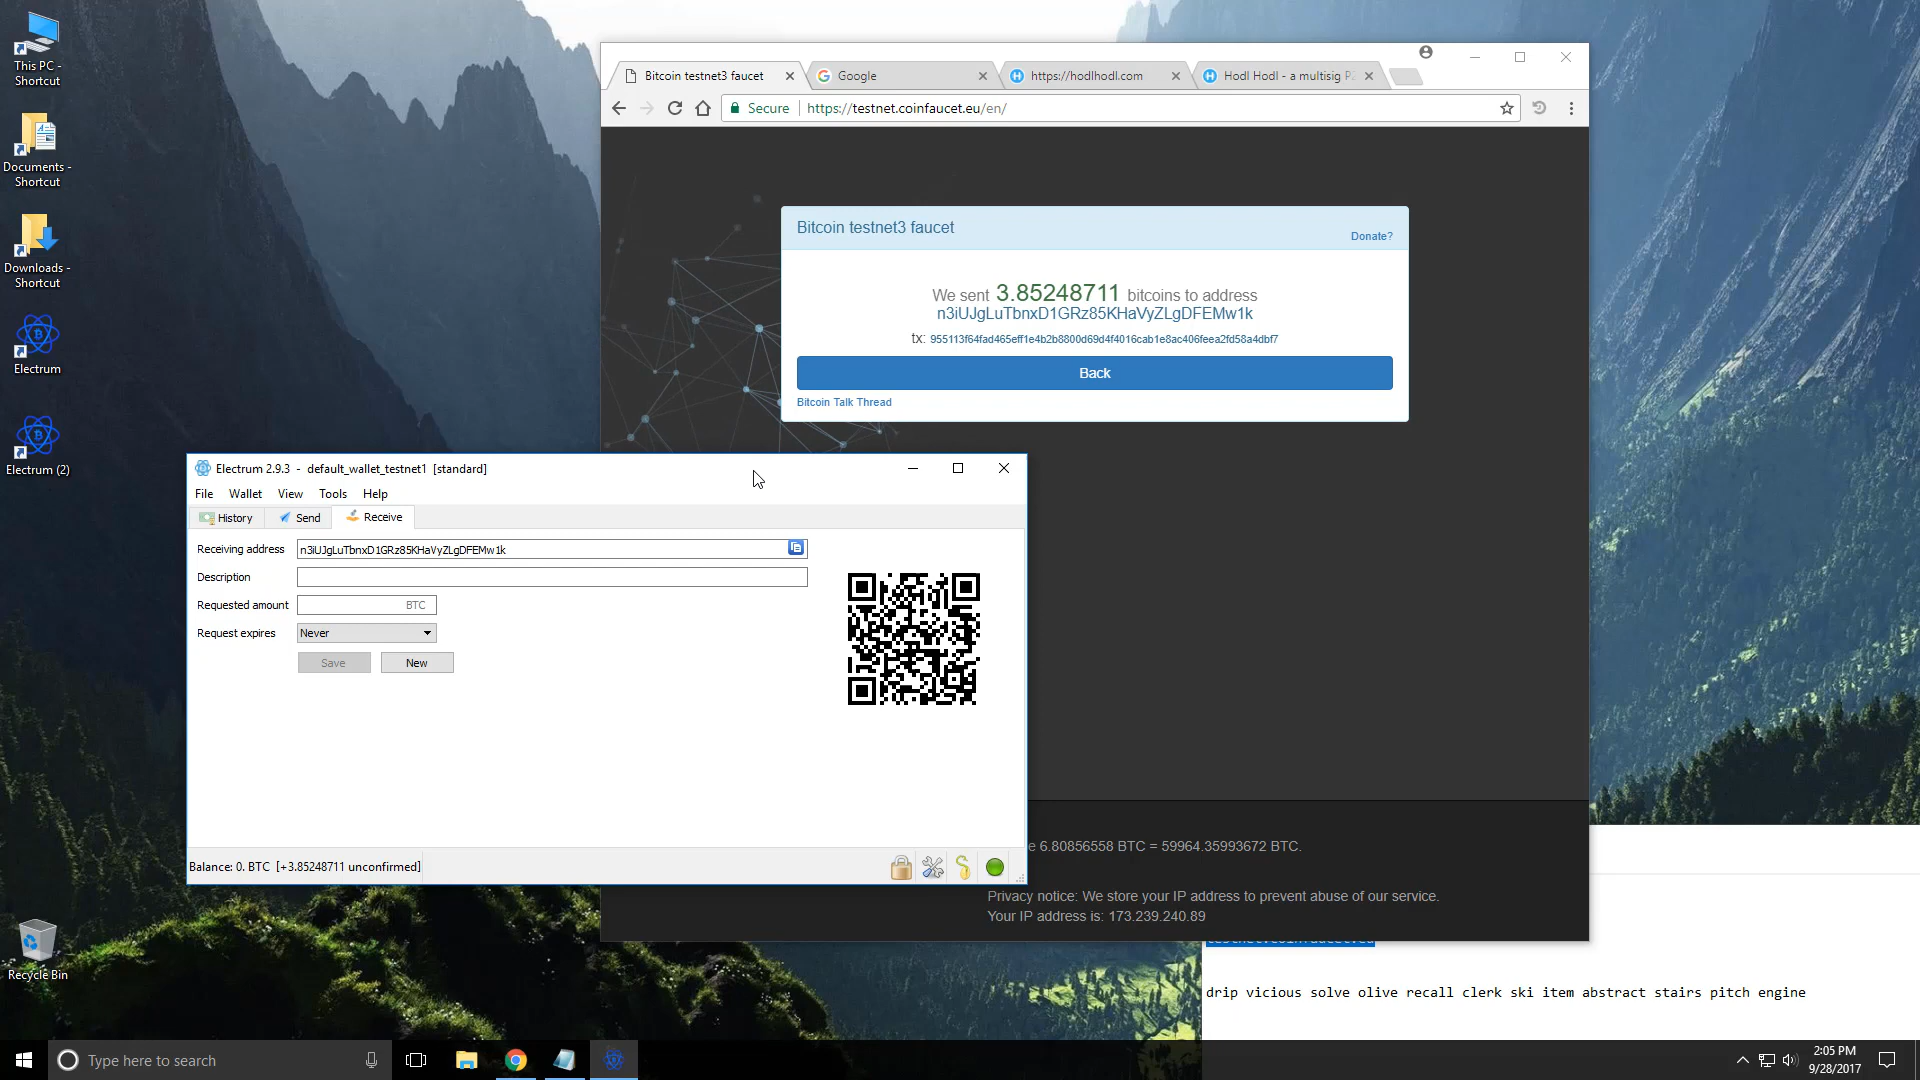 This PC -
Shortcut
Documents -
Shortcut
Downloads -
Shortcut
Electrum
Electrum (2)
Recycle Bin
Bitcoin testnet3 faucet
Google
https://hodlhodl.com
Hodl Hodl - a multisig P2
Secure
https://testnet.coinfaucet.eu/en/
Bitcoin testnet3 faucet
Donate?
We sent 3.85248711 bitcoins to address
n3iUJgLuTbnxD1GRz85KHaVyZLgDFEMw1k
tx: 955113f64fad465eff1e4b2b8800d69d4f4016cab1e8ac406feea2fd58a4dbf7
Back
Bitcoin Talk Thread
Electrum 2.9.3 - default_wallet_testnet1 [standard]
File Wallet View Tools Help
History Send Receive
Receiving address n3iUJgLuTbnxD1GRz85KHaVyZLgDFEMw1k
Description
Requested amount BTC
Request expires Never
Save New
Balance: 0. BTC [+3.85248711 unconfirmed]
e 6.80856558 BTC = 59964.35993672 BTC.
Privacy notice: We store your IP address to prevent abuse of our service.
Your IP address is: 173.239.240.89
drip vicious solve olive recall clerk ski item abstract stairs pitch engine
Type here to search
2:05 PM
9/28/2017